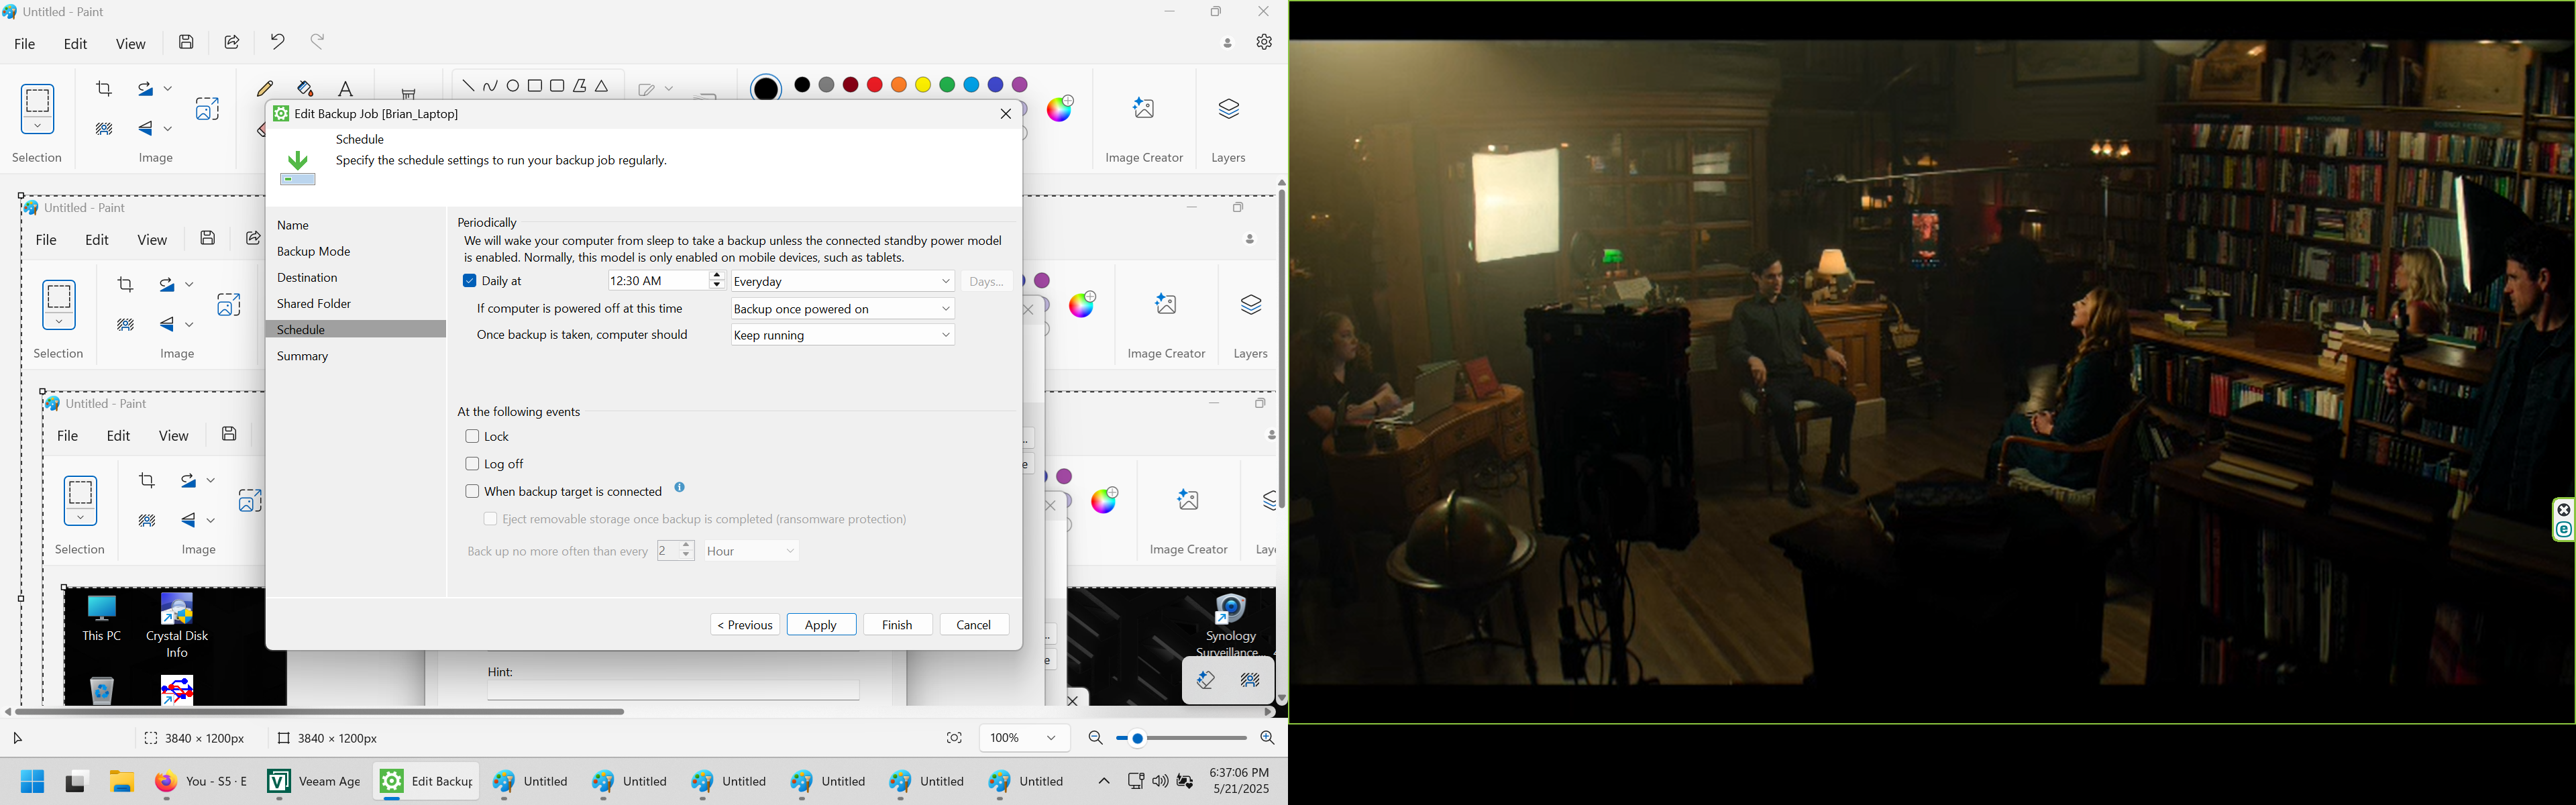 Untitled - Paint
File Edit View
Selection
Image
Image Creator
Layers
Edit Backup Job [Brian_Laptop]
Schedule
Specify the schedule settings to run your backup job regularly.
Name
Backup Mode
Destination
Shared Folder
Schedule
Summary
Periodically
We will wake your computer from sleep to take a backup unless the connected standby power model
is enabled. Normally, this model is only enabled on mobile devices, such as tablets.
Daily at 12:30 AM Everyday Days...
If computer is powered off at this time Backup once powered on
Once backup is taken, computer should Keep running
At the following events
Lock
Log off
When backup target is connected
Eject removable storage once backup is completed (ransomware protection)
Back up no more often than every 2 Hour
< Previous Apply Finish Cancel
Untitled - Paint
File Edit View
Selection
Image
Image Creator
Layers
Untitled - Paint
File Edit View
Selection
Image
Image Creator
This PC
Crystal Disk
Info
Synology
Surveillance...
Hint:
3840 × 1200px 3840 × 1200px 100%
You - S5 · E Veeam Age Edit Backup Untitled Untitled Untitled Untitled Untitled Untitled
6:37:06 PM
5/21/2025